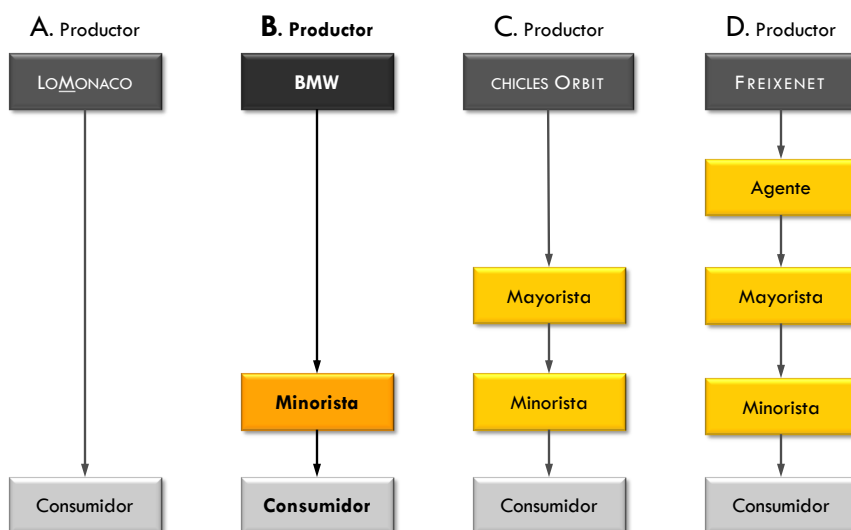 A. Productor
B. Productor
C. Productor
D. Productor
LOMONACO
BMW
CHICLES ORBIT
FREIXENET
Agente
Mayorista
Mayorista
Minorista
Minorista
Minorista
Consumidor
Consumidor
Consumidor
Consumidor